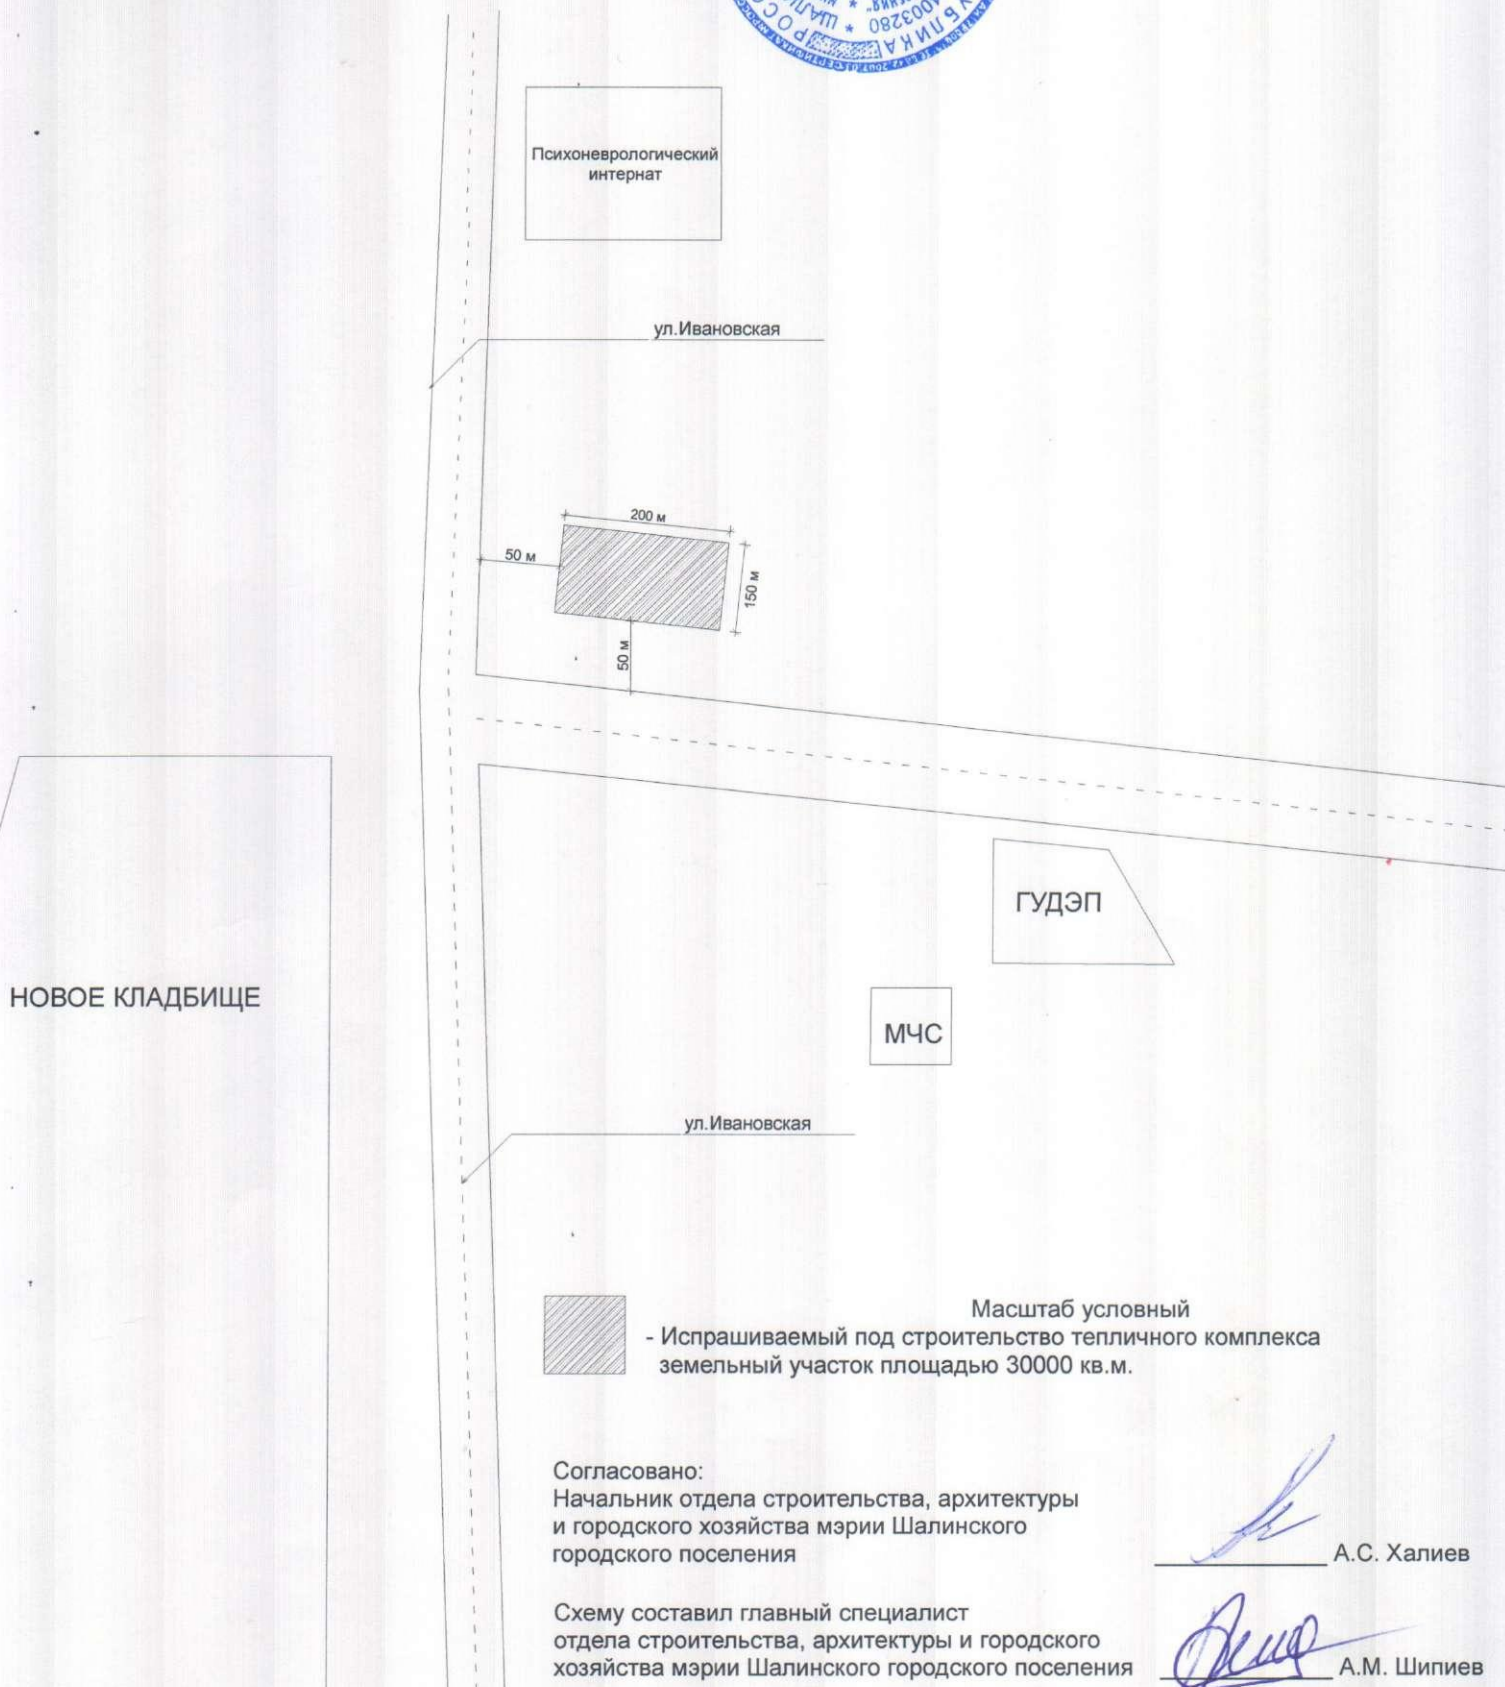 003280
Психоневрологический
интернат
ул.Ивановская
200 м
50 м
150 м
50 м
ГУДЭП
НОВОЕ КЛАДБИЩЕ
МЧС
ул.Ивановская
Масштаб условный
- Испрашиваемый под строительство тепличного комплекса
земельный участок площадью 30000 кв.м.
Согласовано:
Начальник отдела строительства, архитектуры
и городского хозяйства мэрии Шалинского
городского поселения
А.С. Халиев
Схему составил главный специалист
отдела строительства, архитектуры и городского
хозяйства мэрии Шалинского городского поселения
А.М. Шипиев